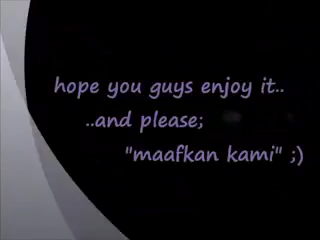 hope you guys enjoy it..
..and please;
"maafkan kami" ;)